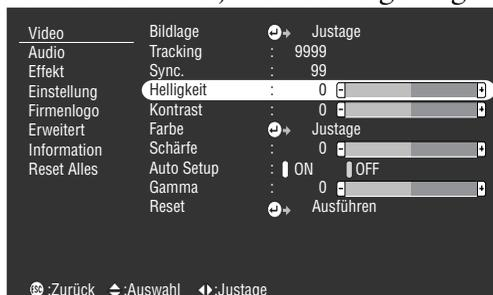 Video
Audio
Effekt
Einstellung
Firmenlogo
Erweitert
Information
Reset Alles
Bildlage Justage
Tracking : 9999
Sync. : 99
Helligkeit : 0 - +
Kontrast : 0 - +
Farbe Justage
Schärfe : 0 - +
Auto Setup : ON OFF
Gamma : 0 - +
Reset Ausführen
ESC :Zurück :Auswahl :Justage